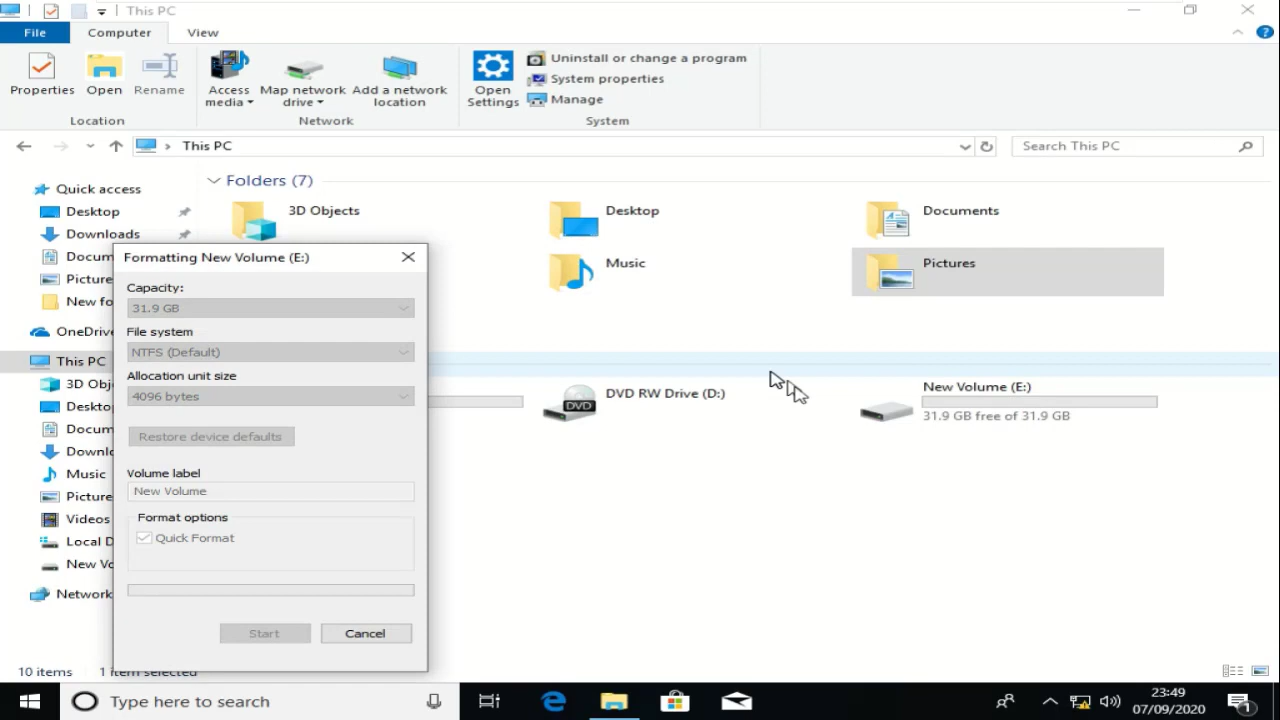 This PC
File
Computer
View
Properties
Open
Rename
Access media
Map network drive
Add a network location
Open Settings
Uninstall or change a program
System properties
Manage
Location
Network
System
This PC
Search This PC
Quick access
Desktop
Downloads
Docum
Picture
New fo
OneDrive
This PC
3D Obj
Deskto
Docum
Downlo
Music
Picture
Videos
Local D
New Vo
Network
Folders (7)
3D Objects
Desktop
Documents
Music
Pictures
DVD RW Drive (D:)
DVD
New Volume (E:)
31.9 GB free of 31.9 GB
Formatting New Volume (E:)
Capacity:
31.9 GB
File system
NTFS (Default)
Allocation unit size
4096 bytes
Restore device defaults
Volume label
New Volume
Format options
Quick Format
Start
Cancel
10 items
1 item selected
Type here to search
23:49
07/09/2020
1